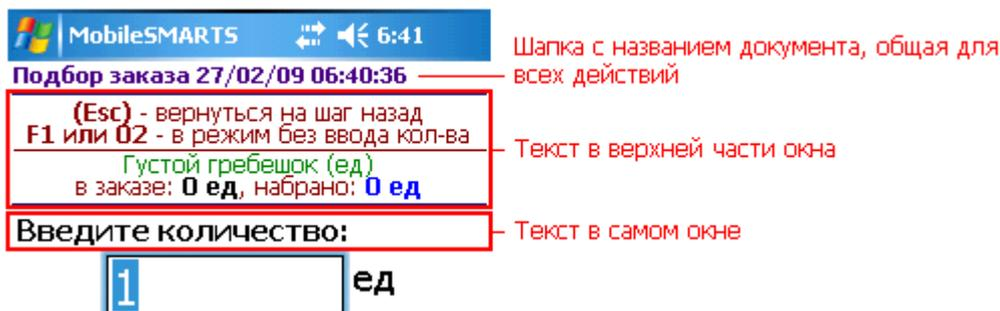 MobileSMARTS 6:41
Подбор заказа 27/02/09 06:40:36
(Esc) - вернуться на шаг назад
F1 или 02 - в режим без ввода кол-ва
Густой гребешок (ед)
в заказе: 0 ед, набрано: 0 ед
Введите количество:
1 ед
Шапка с названием документа, общая для
всех действий
Текст в верхней части окна
Текст в самом окне